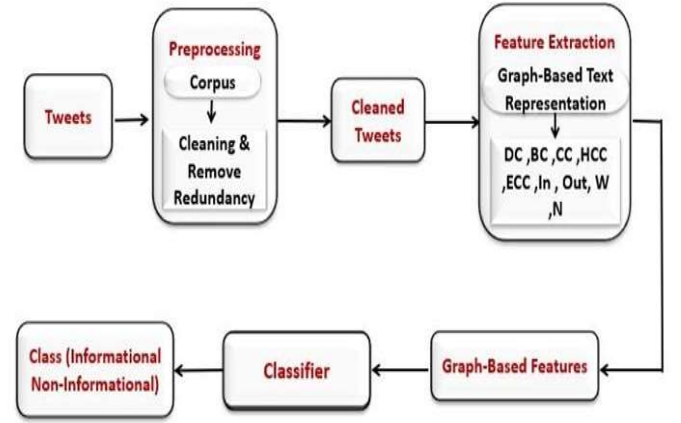 Tweets
Preprocessing
Corpus
Cleaning &
Remove
Redundancy
Cleaned
Tweets
Feature Extraction
Graph-Based Text
Representation
DC ,BC ,CC ,HCC
,ECC ,In , Out, W
,N
Graph-Based Features
Classifier
Class (Informational
Non-Informational)